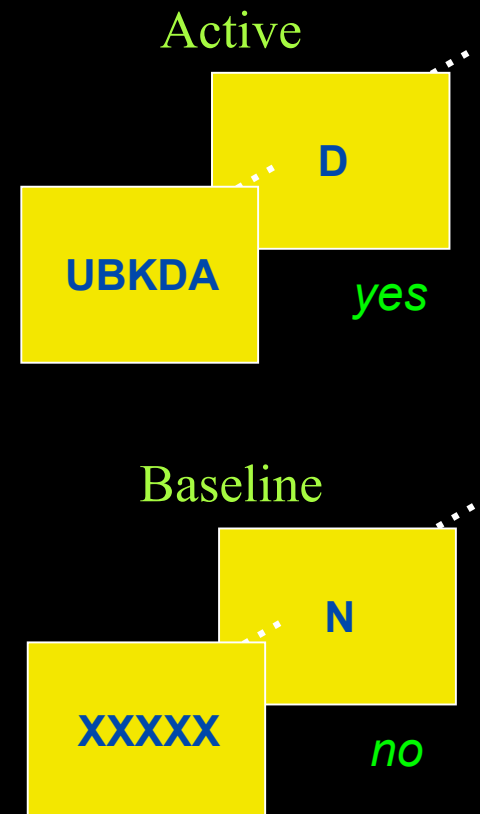 Active
D
UBKDA
yes
Baseline
N
XXXXX
no